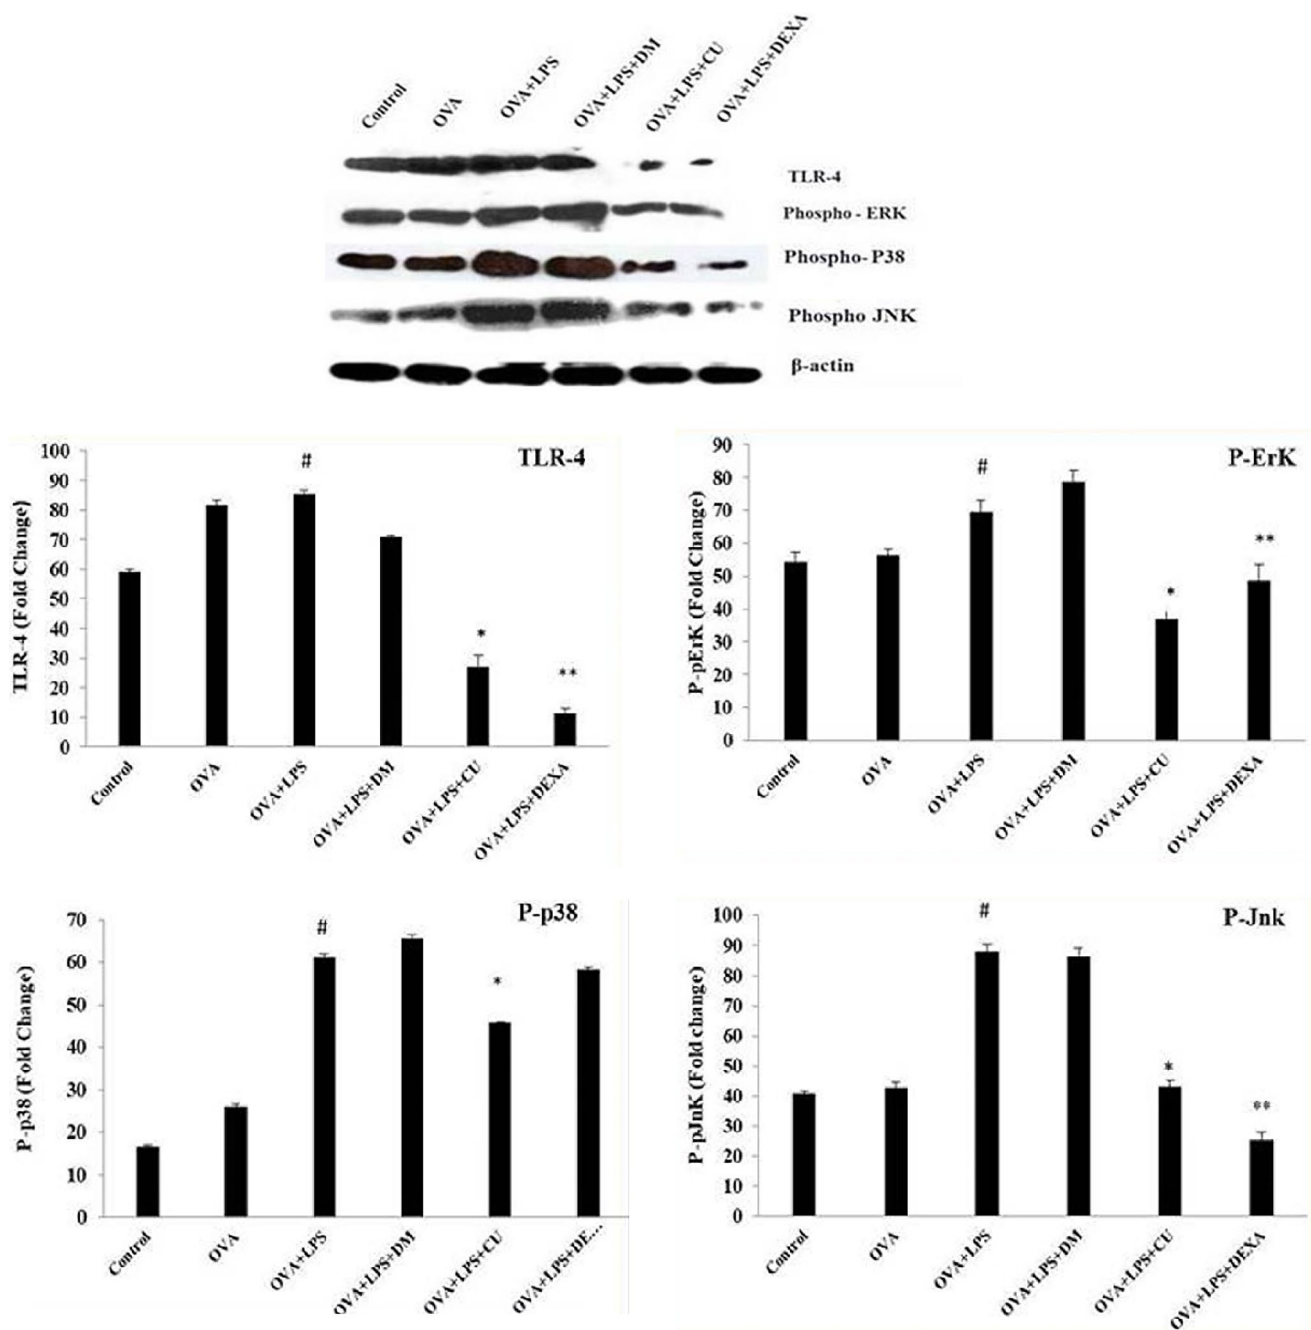 Control OVA OVA+LPS OVA+LPS+DM OVA+LPS+CU OVA+LPS+DEXA
TLR-4
Phospho - ERK
Phospho- P38
Phospho JNK
β-actin
TLR-4
#
*
**
TLR-4 (Fold Change)
100
90
80
70
60
50
40
30
20
10
0
Control OVA OVA+LPS OVA+LPS+DM OVA+LPS+CU OVA+LPS+DEXA
P-ErK
#
*
**
P-pErK (Fold Change)
90
80
70
60
50
40
30
20
10
0
Control OVA OVA+LPS OVA+LPS+DM OVA+LPS+CU OVA+LPS+DEXA
P-p38
#
*
P-p38 (Fold Change)
70
60
50
40
30
20
10
0
Control OVA OVA+LPS OVA+LPS+DM OVA+LPS+CU OVA+LPS+DE...
P-Jnk
#
*
**
P-pJnK (Fold change)
100
90
80
70
60
50
40
30
20
10
0
Control OVA OVA+LPS OVA+LPS+DM OVA+LPS+CU OVA+LPS+DEXA